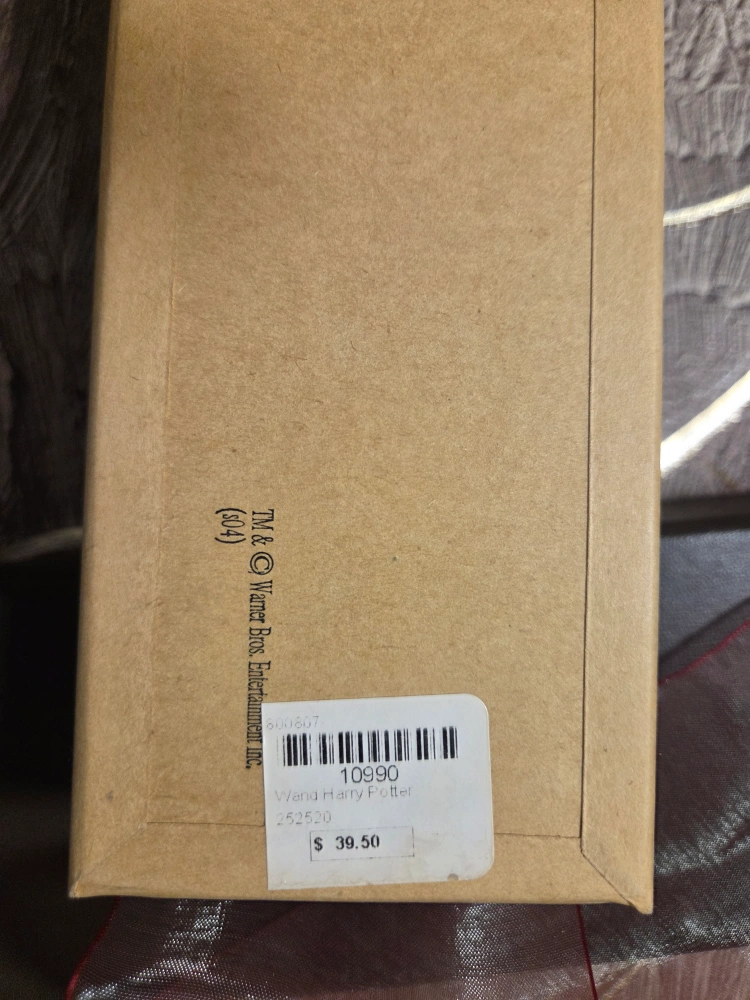 TM & © Warner Bros. Entertainment Inc.
(s04)
800807
10990
Wand Harry Potter
252520
$ 39.50